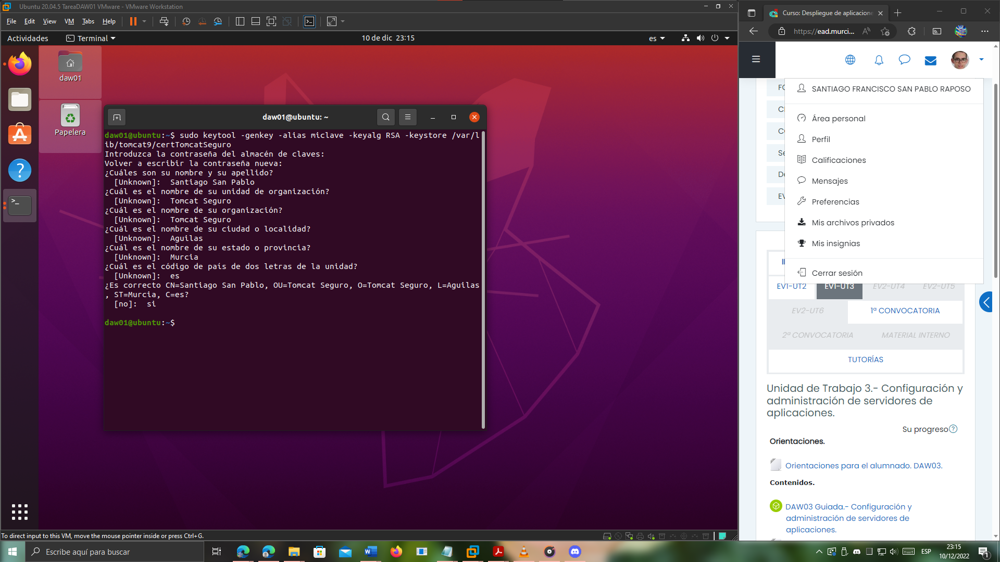 Ubuntu 20.04.5 TareaDAW01 VMware - VMware Workstation
File Edit View VM Tabs Help
Actividades Terminal 10 de dic 23:15 es
daw01
Papelera
daw01@ubuntu: ~
daw01@ubuntu:~$ sudo keytool -genkey -alias miclave -keyalg RSA -keystore /var/l
ib/tomcat9/certTomcatSeguro
Introduzca la contraseña del almacén de claves:
Volver a escribir la contraseña nueva:
¿Cuáles son su nombre y su apellido?
[Unknown]: Santiago San Pablo
¿Cuál es el nombre de su unidad de organización?
[Unknown]: Tomcat Seguro
¿Cuál es el nombre de su organización?
[Unknown]: Tomcat Seguro
¿Cuál es el nombre de su ciudad o localidad?
[Unknown]: Aguilas
¿Cuál es el nombre de su estado o provincia?
[Unknown]: Murcia
¿Cuál es el código de país de dos letras de la unidad?
[Unknown]: es
¿Es correcto CN=Santiago San Pablo, OU=Tomcat Seguro, O=Tomcat Seguro, L=Aguilas
, ST=Murcia, C=es?
[no]: si
daw01@ubuntu:~$
To direct input to this VM, move the mouse pointer inside or press Ctrl+G.
Curso: Despliegue de aplicacione
https://ead.murci...
SANTIAGO FRANCISCO SAN PABLO RAPOSO
Área personal
Perfil
Calificaciones
Mensajes
Preferencias
Mis archivos privados
Mis insignias
Cerrar sesión
EV1-UT2 EV1-UT3 EV2-UT4 EV2-UT5
EV2-UT6 1ª CONVOCATORIA
2ª CONVOCATORIA MATERIAL INTERNO
TUTORÍAS
Unidad de Trabajo 3.- Configuración y
administración de servidores de
aplicaciones.
Su progreso
Orientaciones.
Orientaciones para el alumnado. DAW03.
Contenidos.
DAW03 Guiada.- Configuración y
administración de servidores de
aplicaciones.
Escribe aquí para buscar
ESP
23:15
10/12/2022
1